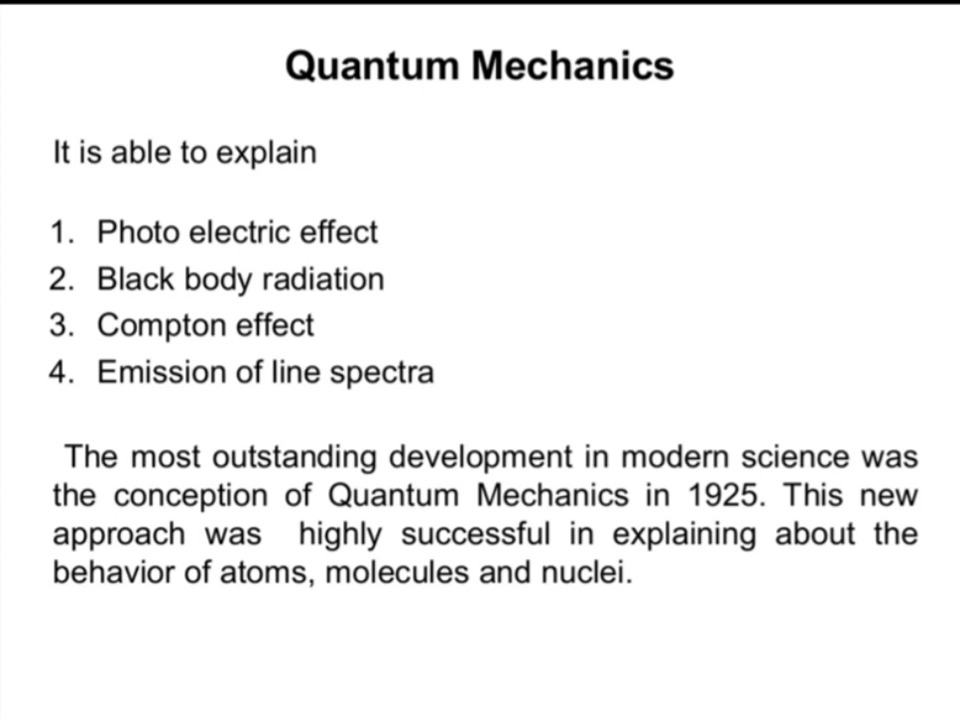 Quantum Mechanics
It is able to explain
1. Photo electric effect
2. Black body radiation
3. Compton effect
4. Emission of line spectra
The most outstanding development in modern science was
the conception of Quantum Mechanics in 1925. This new
approach was highly successful in explaining about the
behavior of atoms, molecules and nuclei.